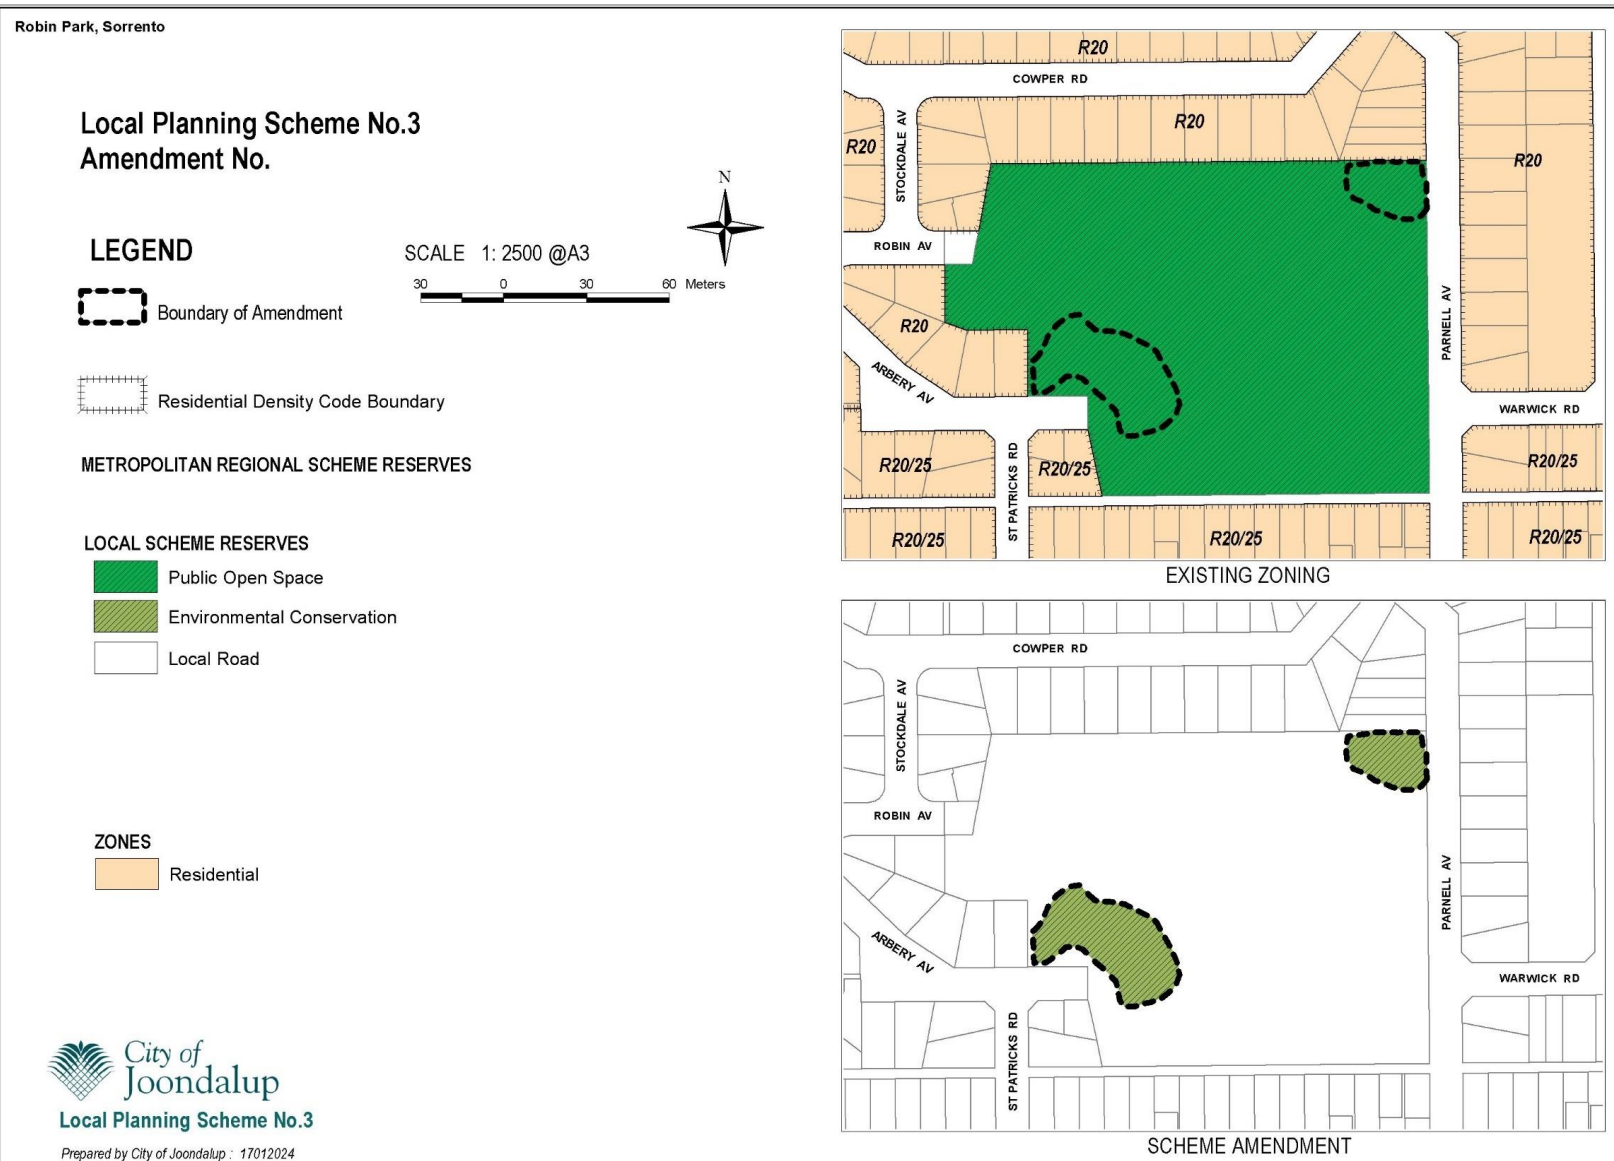 Robin Park, Sorrento
Local Planning Scheme No.3
Amendment No.
N
LEGEND
SCALE 1: 2500 @A3
30 0 30 60 Meters
Boundary of Amendment
Residential Density Code Boundary
METROPOLITAN REGIONAL SCHEME RESERVES
LOCAL SCHEME RESERVES
Public Open Space
Environmental Conservation
Local Road
ZONES
Residential
City of
Joondalup
Local Planning Scheme No.3
Prepared by City of Joondalup : 17012024
R20
COWPER RD
R20
R20
STOCKDALE AV
R20
ROBIN AV
R20
PARNELL AV
ARBERY AV
WARWICK RD
R20/25
ST PATRICKS RD
R20/25
R20/25
R20/25
R20/25
R20/25
EXISTING ZONING
COWPER RD
STOCKDALE AV
ROBIN AV
PARNELL AV
ARBERY AV
WARWICK RD
ST PATRICKS RD
SCHEME AMENDMENT